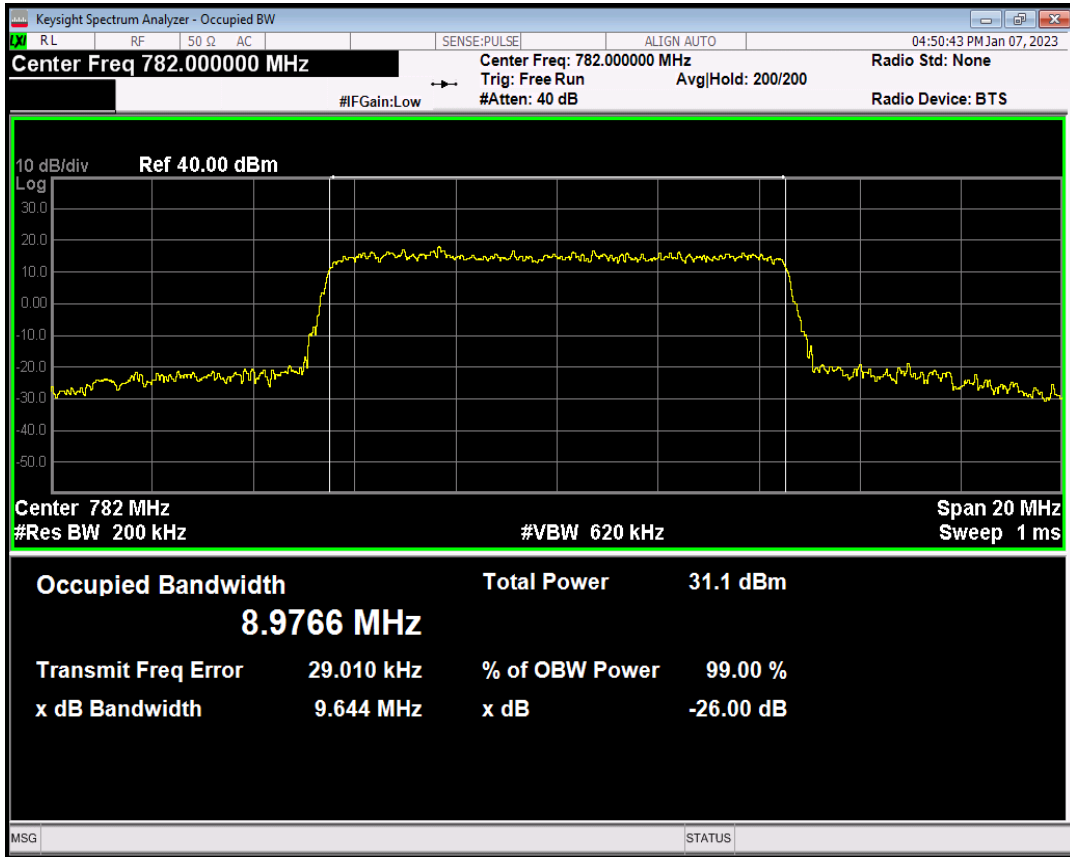 Keysight Spectrum Analyzer - Occupied BW
LXI RL RF 50 Ω AC SENSE:PULSE ALIGN AUTO 04:50:43 PM Jan 07, 2023
Center Freq 782.000000 MHz
Center Freq: 782.000000 MHz Radio Std: None
Trig: Free Run Avg|Hold: 200/200
#IFGain:Low #Atten: 40 dB Radio Device: BTS
10 dB/div Ref 40.00 dBm
Log
30.0
20.0
10.0
0.00
-10.0
-20.0
-30.0
-40.0
-50.0
Center 782 MHz Span 20 MHz
#Res BW 200 kHz #VBW 620 kHz Sweep 1 ms
Occupied Bandwidth Total Power 31.1 dBm
8.9766 MHz
Transmit Freq Error 29.010 kHz % of OBW Power 99.00 %
x dB Bandwidth 9.644 MHz x dB -26.00 dB
MSG STATUS